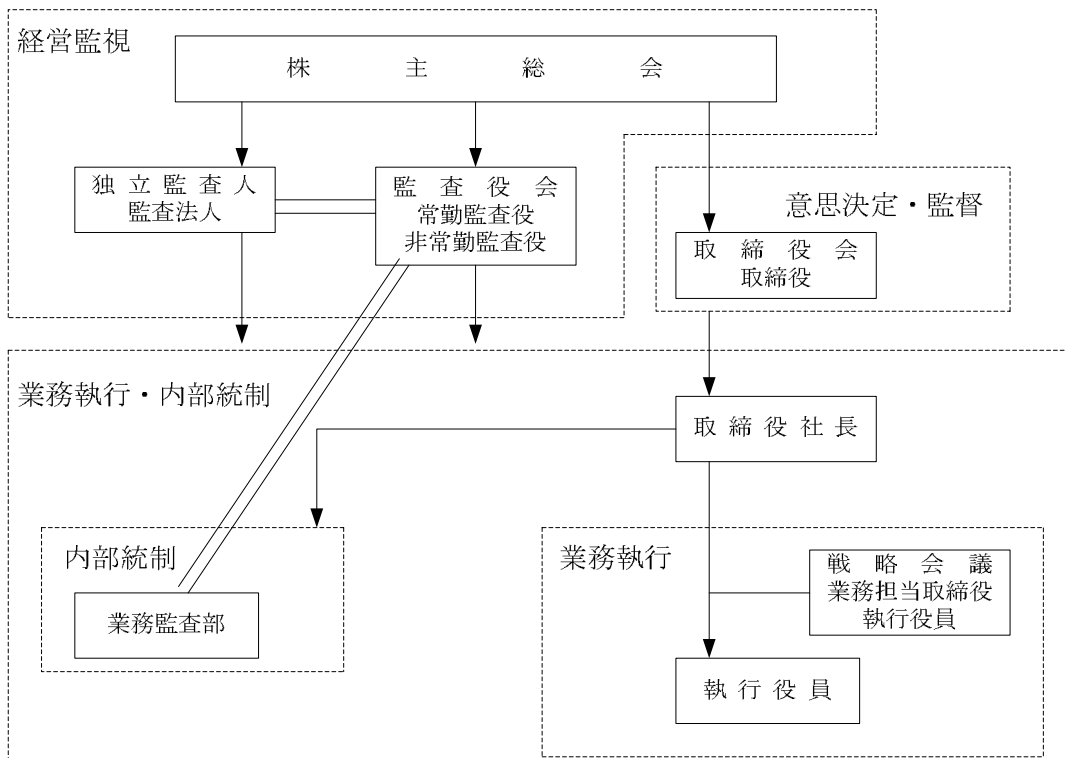 経営監視
株主総会
独立監査人
監査法人
監査役会
常勤監査役
非常勤監査役
意思決定・監督
取締役会
取締役
業務執行・内部統制
取締役社長
内部統制
業務監査部
業務執行
戦略会議
業務担当取締役
執行役員
執行役員